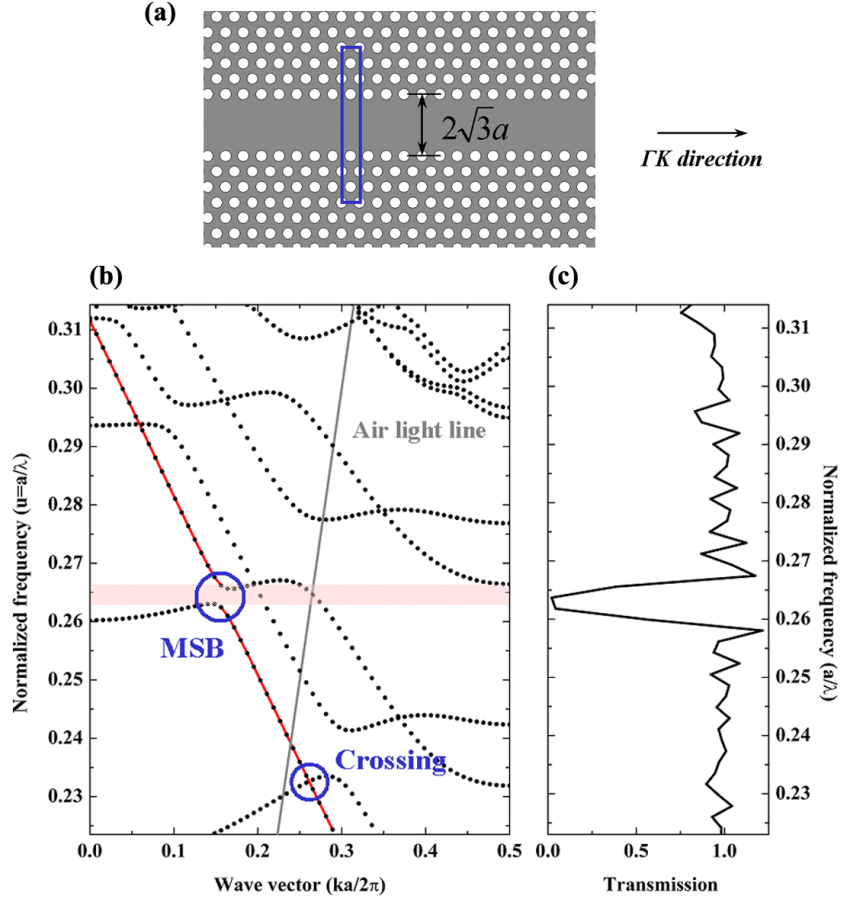 (a)
2√3a
ΓK direction
(b)
(c)
Normalized frequency (u=a/λ)
0.31
0.30
0.29
0.28
0.27
0.26
0.25
0.24
0.23
Air light line
MSB
Crossing
0.0
0.1
0.2
0.3
0.4
0.5
Wave vector (ka/2π)
0.31
0.30
0.29
0.28
0.27
0.26
0.25
0.24
0.23
Normalized frequency (a/λ)
0.0
0.5
1.0
Transmission